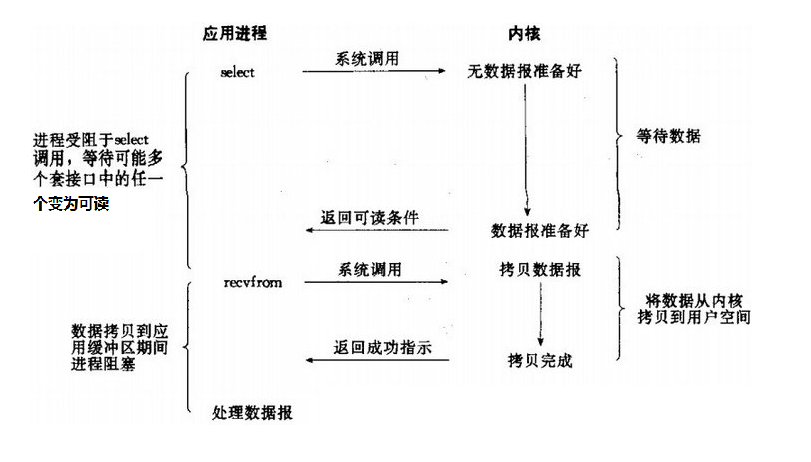 应用进程
内核
select
系统调用
无数据报准备好
进程受阻于select
调用，等待可能多
个套接口中的任一
个变为可读
等待数据
返回可读条件
数据报准备好
recvfrom
系统调用
拷贝数据报
数据拷贝到应
用缓冲区期间
进程阻塞
将数据从内核
拷贝到用户空间
返回成功指示
拷贝完成
处理数据报